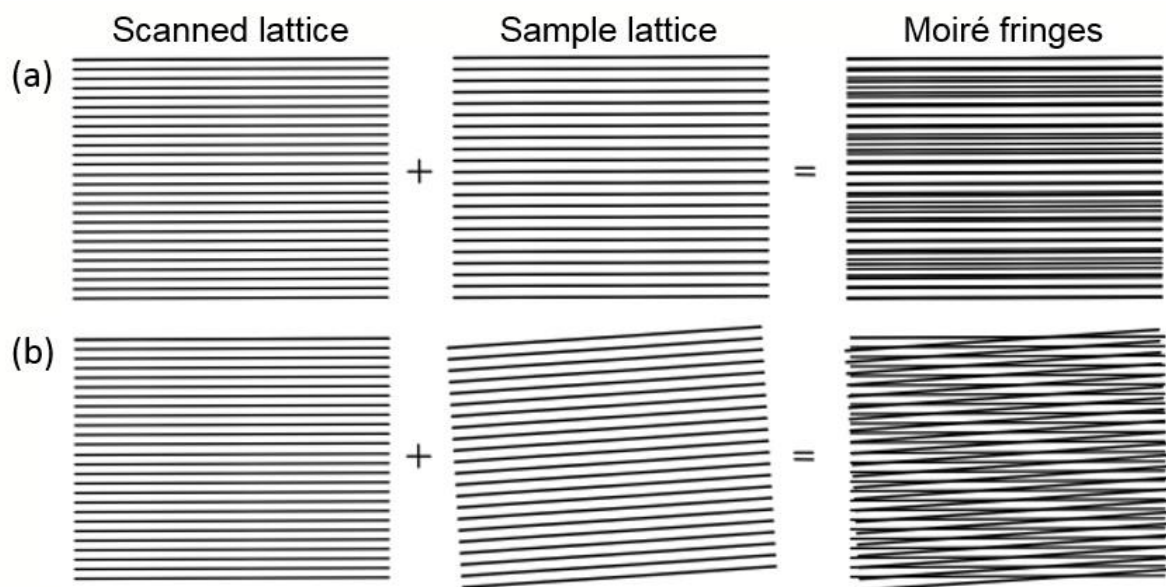 Scanned lattice Sample lattice Moiré fringes
(a)
+ =
(b)
+ =